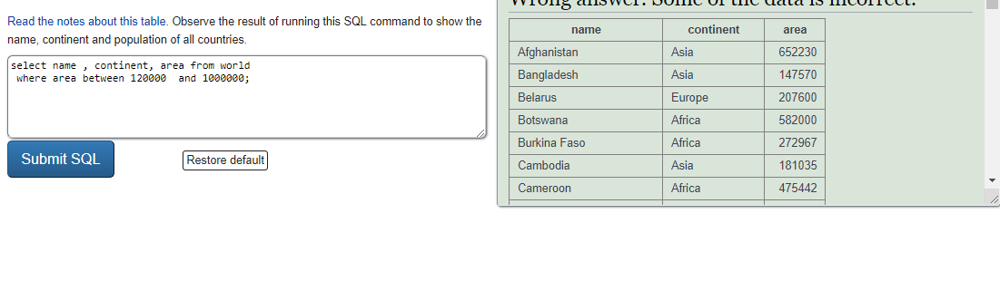 Wrong answer. Some of the data is incorrect.
Read the notes about this table. Observe the result of running this SQL command to show the
name, continent and population of all countries.
select name , continent, area from world
where area between 120000  and 1000000;
Submit SQL
Restore default
name continent area
Afghanistan Asia 652230
Bangladesh Asia 147570
Belarus Europe 207600
Botswana Africa 582000
Burkina Faso Africa 272967
Cambodia Asia 181035
Cameroon Africa 475442